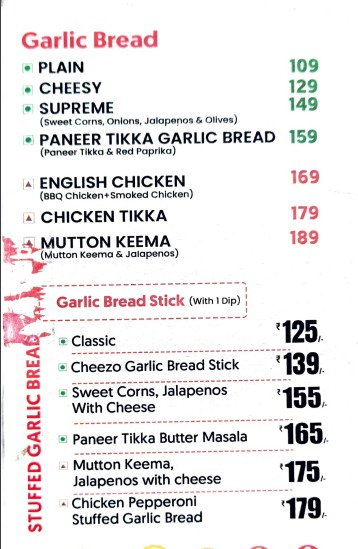 Garlic Bread
PLAIN 109
CHEESY 129
SUPREME 149
(Sweet Corns, Onions, Jalapenos & Olives)
PANEER TIKKA GARLIC BREAD 159
(Paneer Tikka & Red Paprika)
ENGLISH CHICKEN 169
(BBQ Chicken+Smoked Chicken)
CHICKEN TIKKA 179
MUTTON KEEMA 189
(Mutton Keema & Jalapenos)
STUFFED GARLIC BREAD
Garlic Bread Stick (With 1 Dip)
Classic ₹125/-
Cheezo Garlic Bread Stick ₹139/-
Sweet Corns, Jalapenos
With Cheese ₹155/-
Paneer Tikka Butter Masala ₹165/-
Mutton Keema,
Jalapenos with cheese ₹175/-
Chicken Pepperoni
Stuffed Garlic Bread ₹179/-